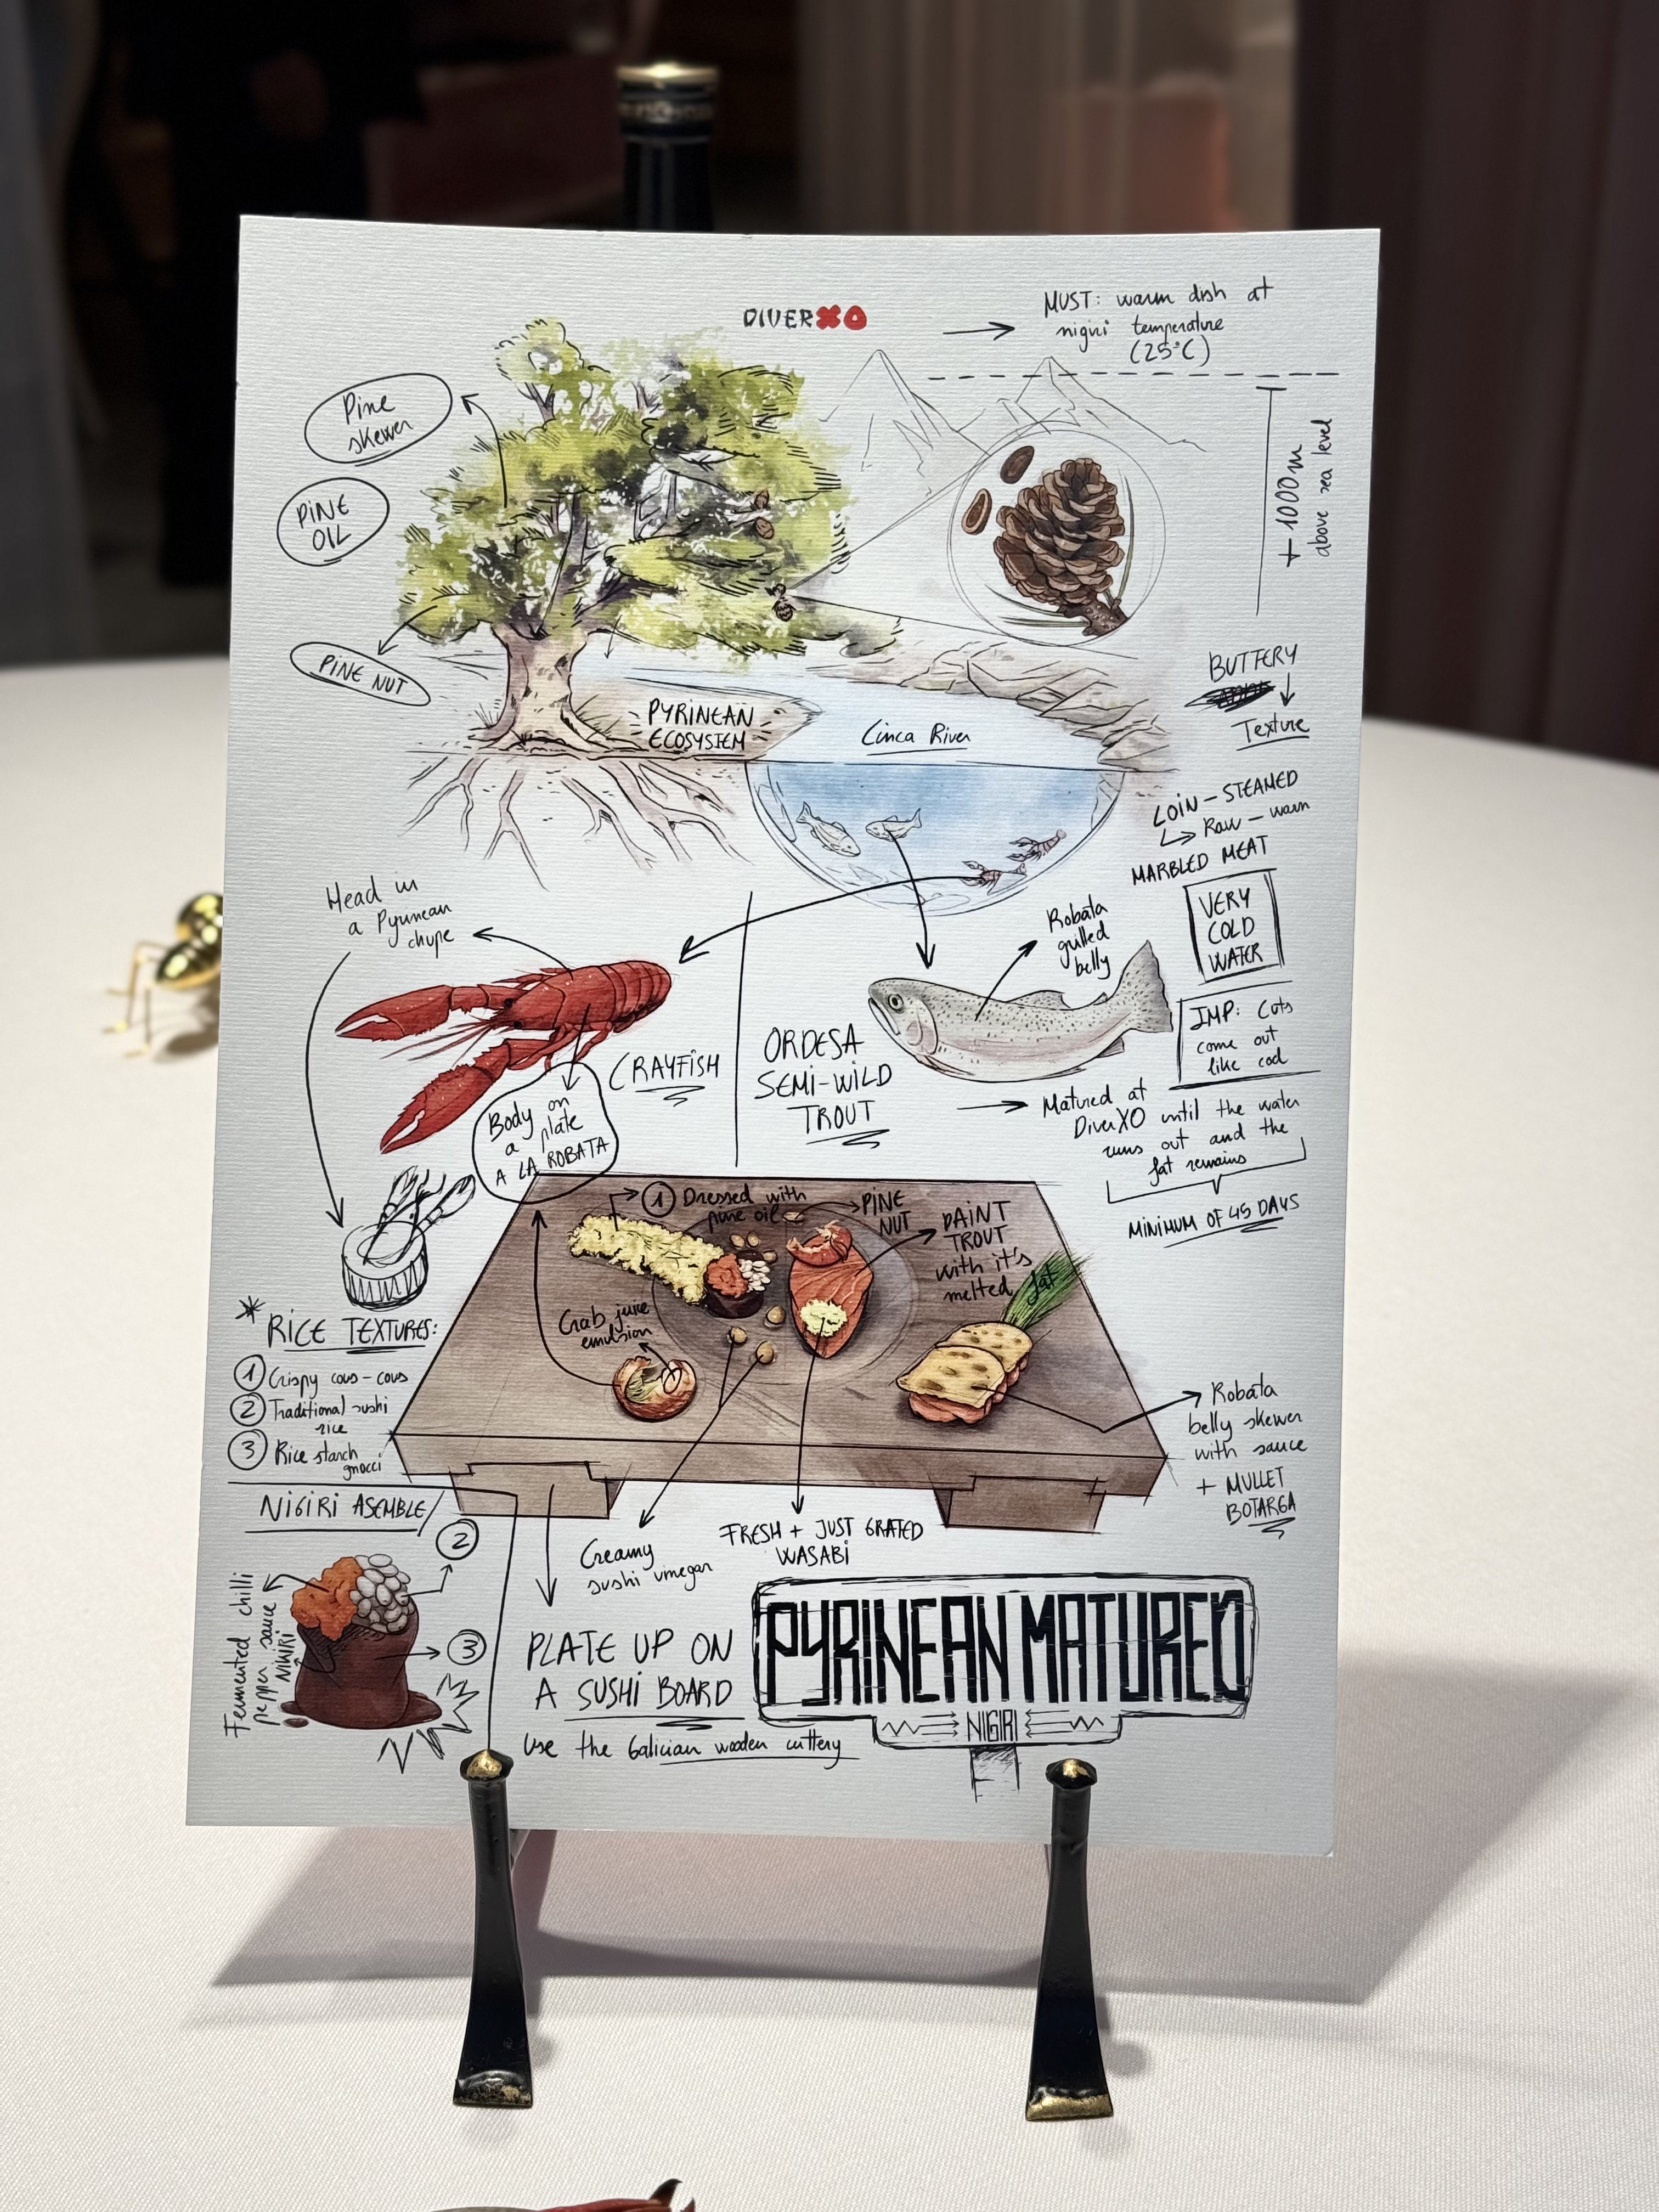 DIVERXO
MUST: warm dish at
nigiri temperature
(25°C)
Pine
skewer
PINE
OIL
PINE NUT
+ 1000m
above sea level
PYRINEAN
ECOSYSTEM
Cinca River
BUTTERY
Texture
LOIN - STEAMED
Raw - warm
MARBLED MEAT
VERY
COLD
WATER
Head in
a Pyrinean
chupe
Robata
grilled
belly
IMP: Cuts
come out
like cod
CRAYFISH
Body on
a plate
A LA ROBATA
ORDESA
SEMI-WILD
TROUT
Matured at
DiverXO until the water
runs out and the
fat remains
MINIMUM OF 45 DAYS
1 Dressed with
pine oil
PINE
NUT
PAINT
TROUT
with it's
melted fat
Crab juice
emulsion
* RICE TEXTURES:
1 Crispy cous-cous
2 Traditional sushi
rice
3 Rice starch
gnocci
NIGIRI ASEMBLE/
2
3
Fermented chilli
pepper sauce
NIKIRI
Robata
belly skewer
with sauce
+ MULLET
BOTARGA
Creamy
sushi vinegar
FRESH + JUST GRATED
WASABI
PLATE UP ON
A SUSHI BOARD
Use the Galician wooden cuttery
PYRINEAN MATURED
NIGIRI